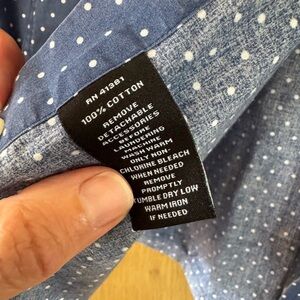 RN 41381
100% COTTON
REMOVE
DETACHABLE
ACCESSORIES
BEFORE
LAUNDERING
MACHINE
WASH WARM
ONLY NON-
CHLORINE BLEACH
WHEN NEEDED
REMOVE
PROMPTLY
TUMBLE DRY LOW
WARM IRON
IF NEEDED